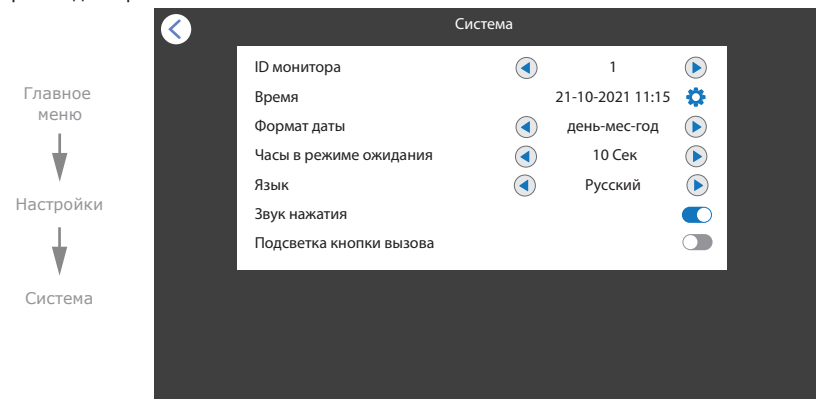 Система
ID монитора 1
Время 21-10-2021 11:15
Формат даты день-мес-год
Часы в режиме ожидания 10 Сек
Язык Русский
Звук нажатия
Подсветка кнопки вызова
Главное
меню
Настройки
Система